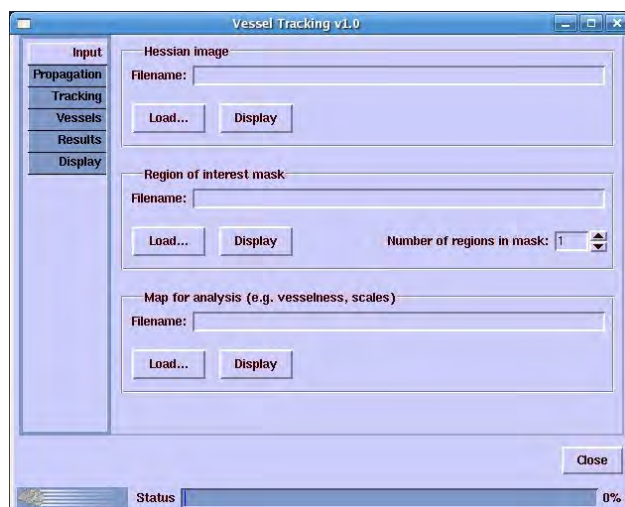 Vessel Tracking v1.0
Input
Propagation
Tracking
Vessels
Results
Display
Hessian image
Filename:
Load... Display
Region of interest mask
Filename:
Load... Display Number of regions in mask: 1
Map for analysis (e.g. vesselness, scales)
Filename:
Load... Display
Close
Status 0%